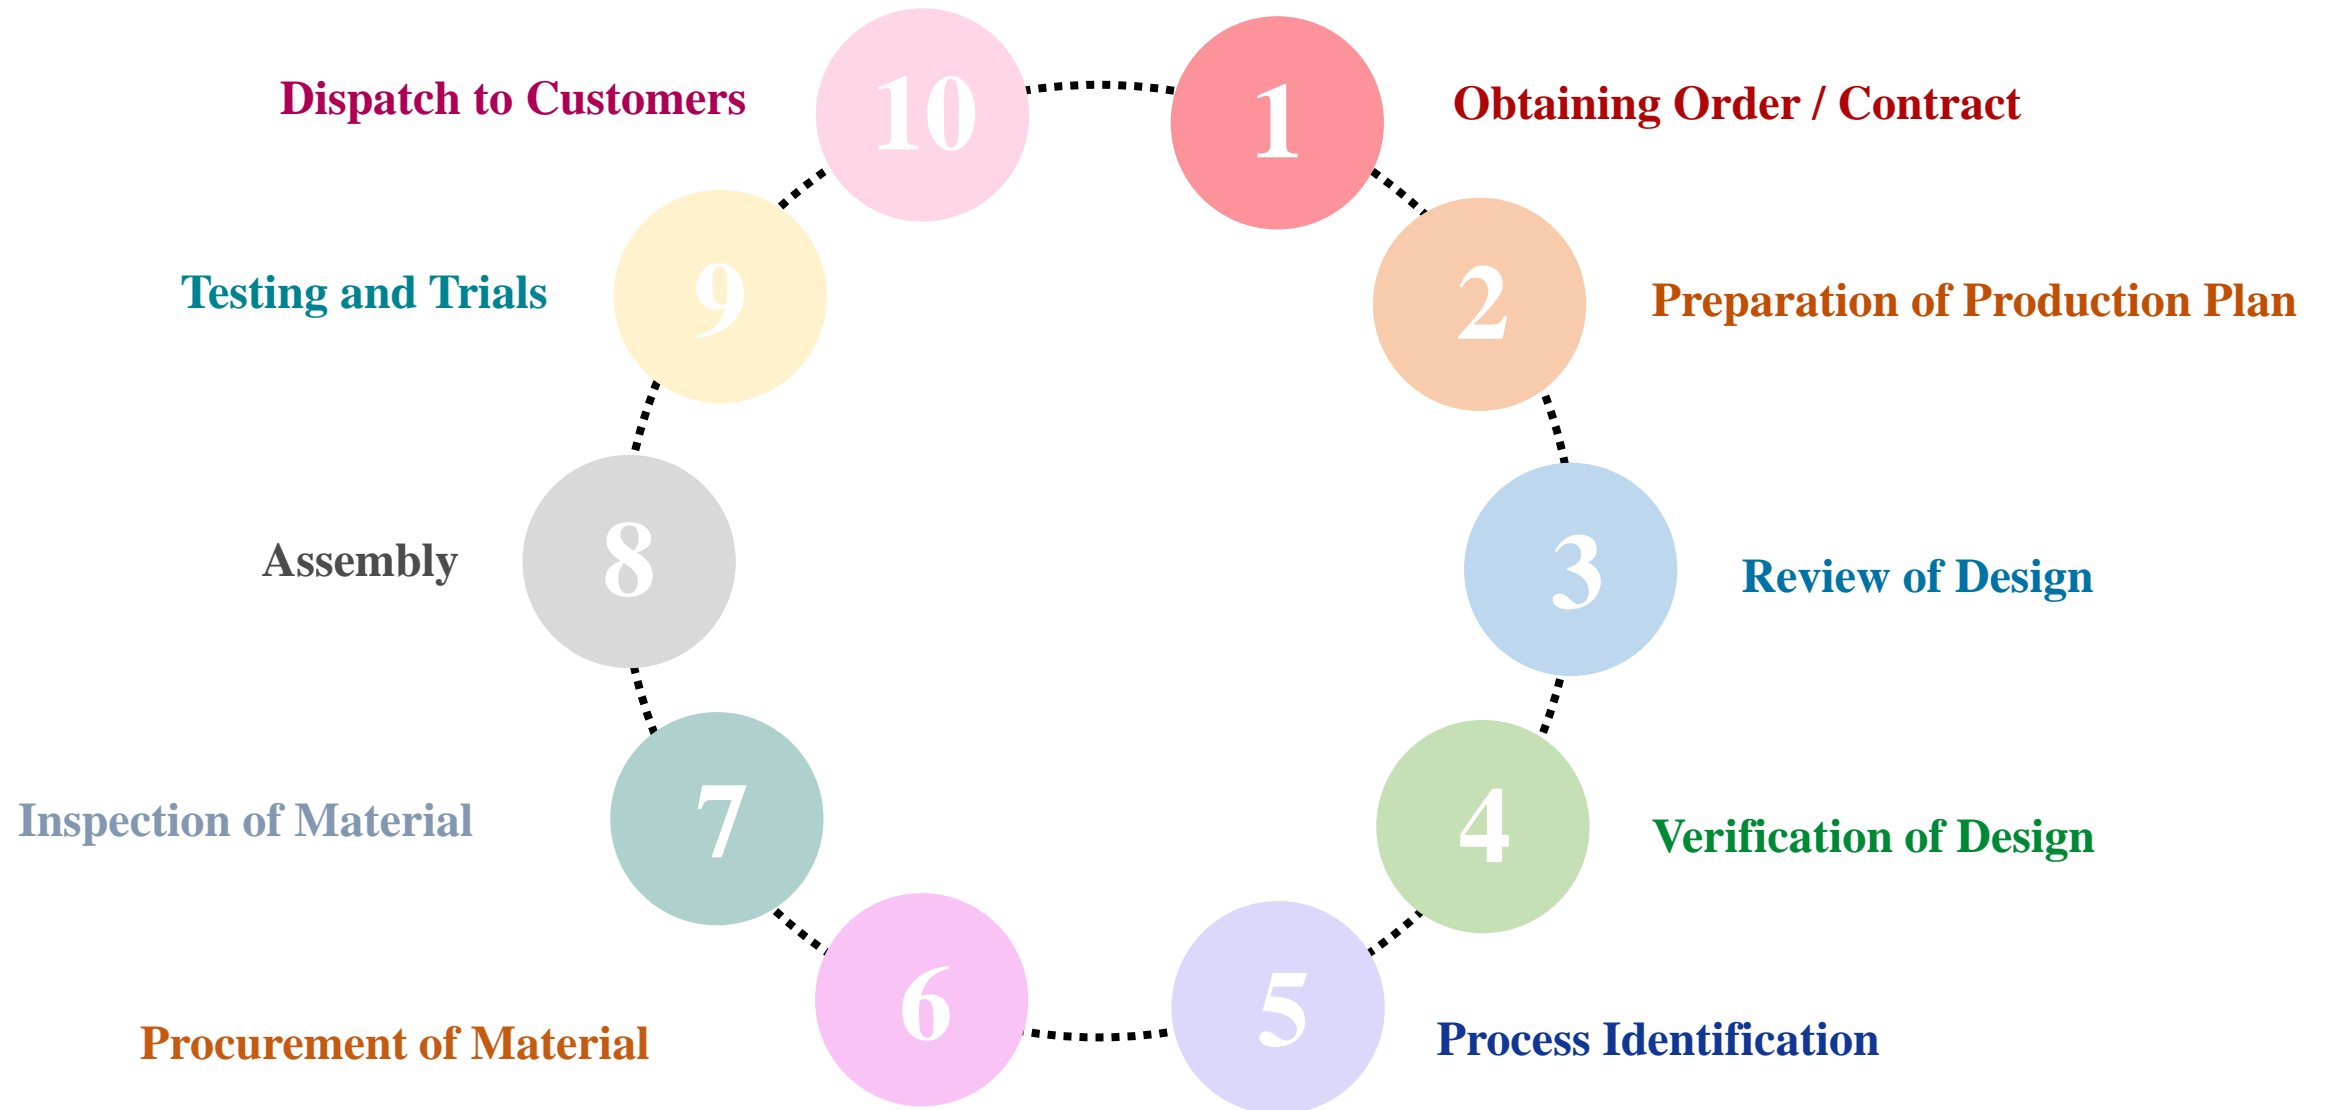 1
Obtaining Order / Contract
2
Preparation of Production Plan
3
Review of Design
4
Verification of Design
5
Process Identification
6
Procurement of Material
7
Inspection of Material
8
Assembly
9
Testing and Trials
10
Dispatch to Customers